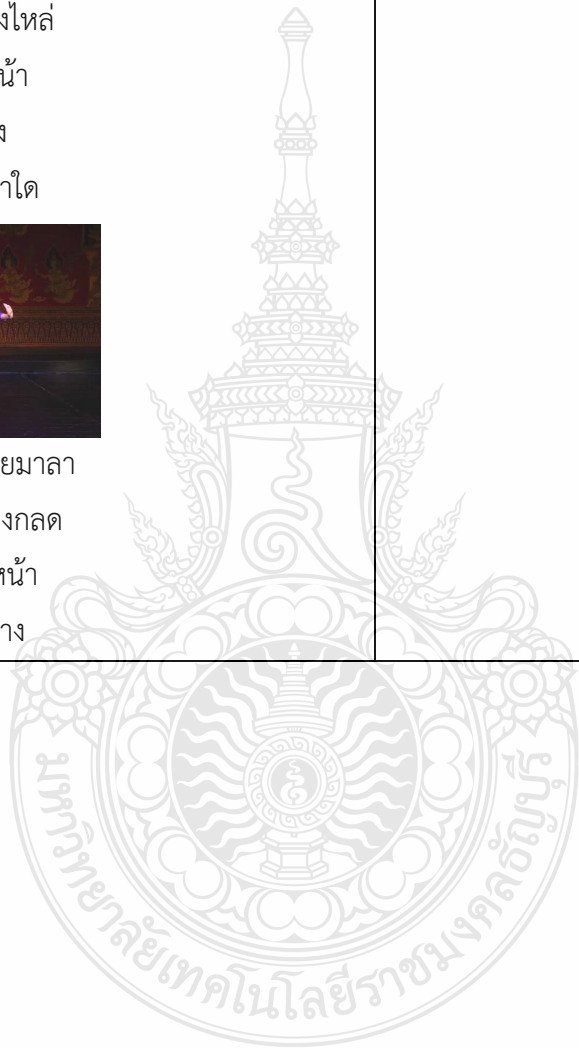 งไหล่
น้า
ง
าใด
ยมาลา
งกลด
หน้า
าง
มหาวิทยาลัยเทคโนโลยีราชมงคลธัญบุรี